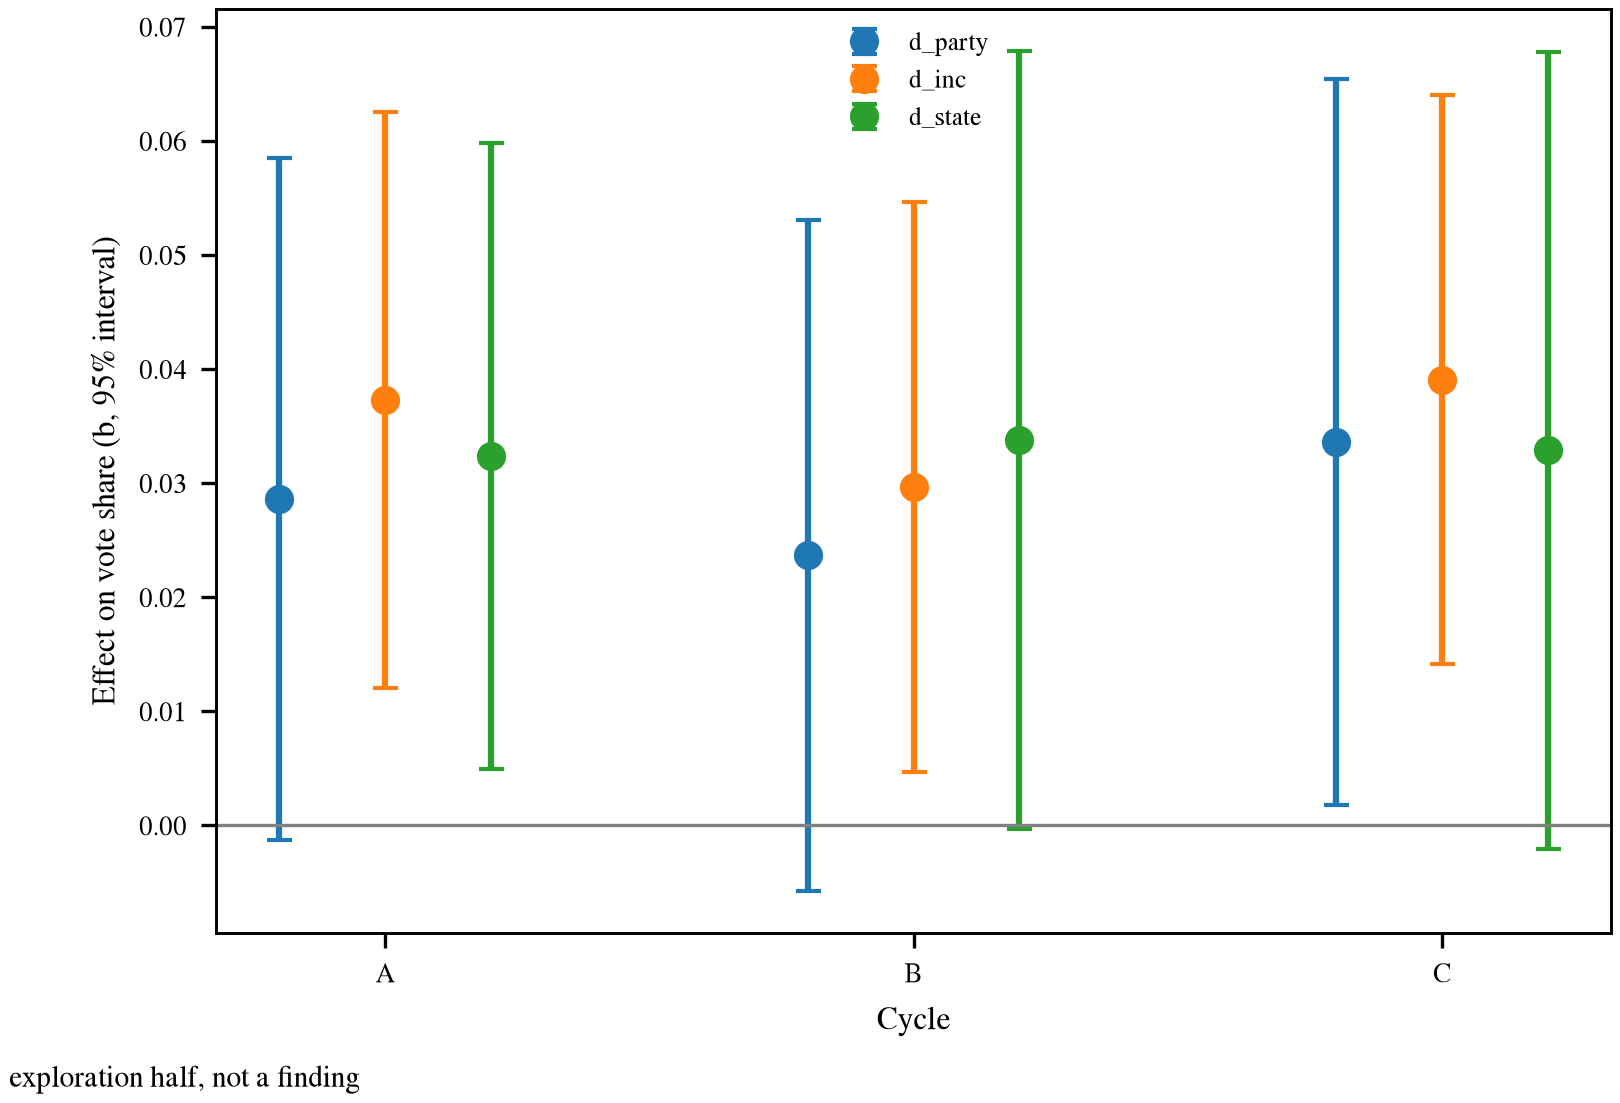 0.07
0.06
0.05
0.04
0.03
0.02
0.01
0.00
Effect on vote share (b, 95% interval)
d_party
d_inc
d_state
A
B
C
Cycle
exploration half, not a finding